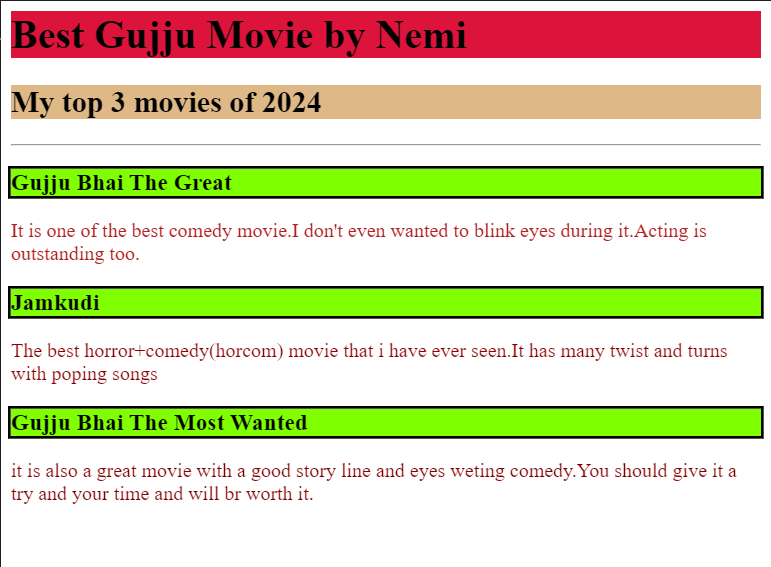 Best Gujju Movie by Nemi
My top 3 movies of 2024
Gujju Bhai The Great
It is one of the best comedy movie.I don't even wanted to blink eyes during it.Acting is
outstanding too.
Jamkudi
The best horror+comedy(horcom) movie that i have ever seen.It has many twist and turns
with poping songs
Gujju Bhai The Most Wanted
it is also a great movie with a good story line and eyes weting comedy.You should give it a
try and your time and will br worth it.